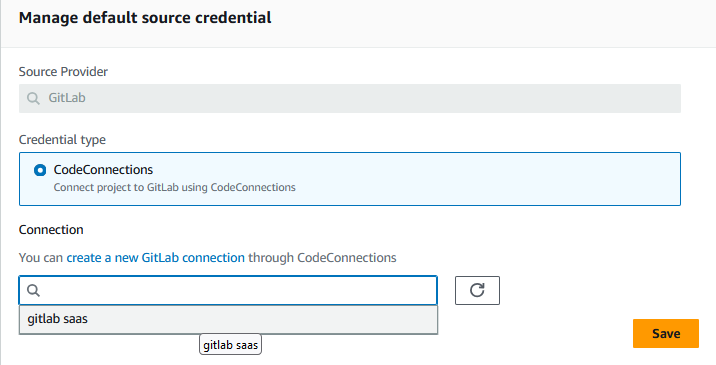 Manage default source credential
Source Provider
GitLab
Credential type
CodeConnections
Connect project to GitLab using CodeConnections
Connection
You can create a new GitLab connection through CodeConnections
gitlab saas
gitlab saas
Save